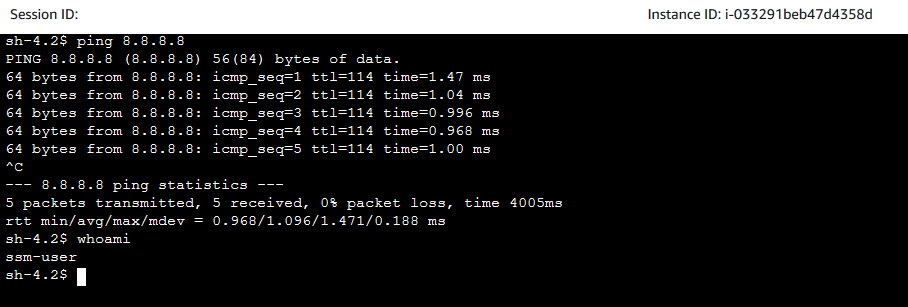 Session ID: Instance ID: i-033291beb47d4358d
sh-4.2$ ping 8.8.8.8
PING 8.8.8.8 (8.8.8.8) 56(84) bytes of data.
64 bytes from 8.8.8.8: icmp_seq=1 ttl=114 time=1.47 ms
64 bytes from 8.8.8.8: icmp_seq=2 ttl=114 time=1.04 ms
64 bytes from 8.8.8.8: icmp_seq=3 ttl=114 time=0.996 ms
64 bytes from 8.8.8.8: icmp_seq=4 ttl=114 time=0.968 ms
64 bytes from 8.8.8.8: icmp_seq=5 ttl=114 time=1.00 ms
^C
--- 8.8.8.8 ping statistics ---
5 packets transmitted, 5 received, 0% packet loss, time 4005ms
rtt min/avg/max/mdev = 0.968/1.096/1.471/0.188 ms
sh-4.2$ whoami
ssm-user
sh-4.2$